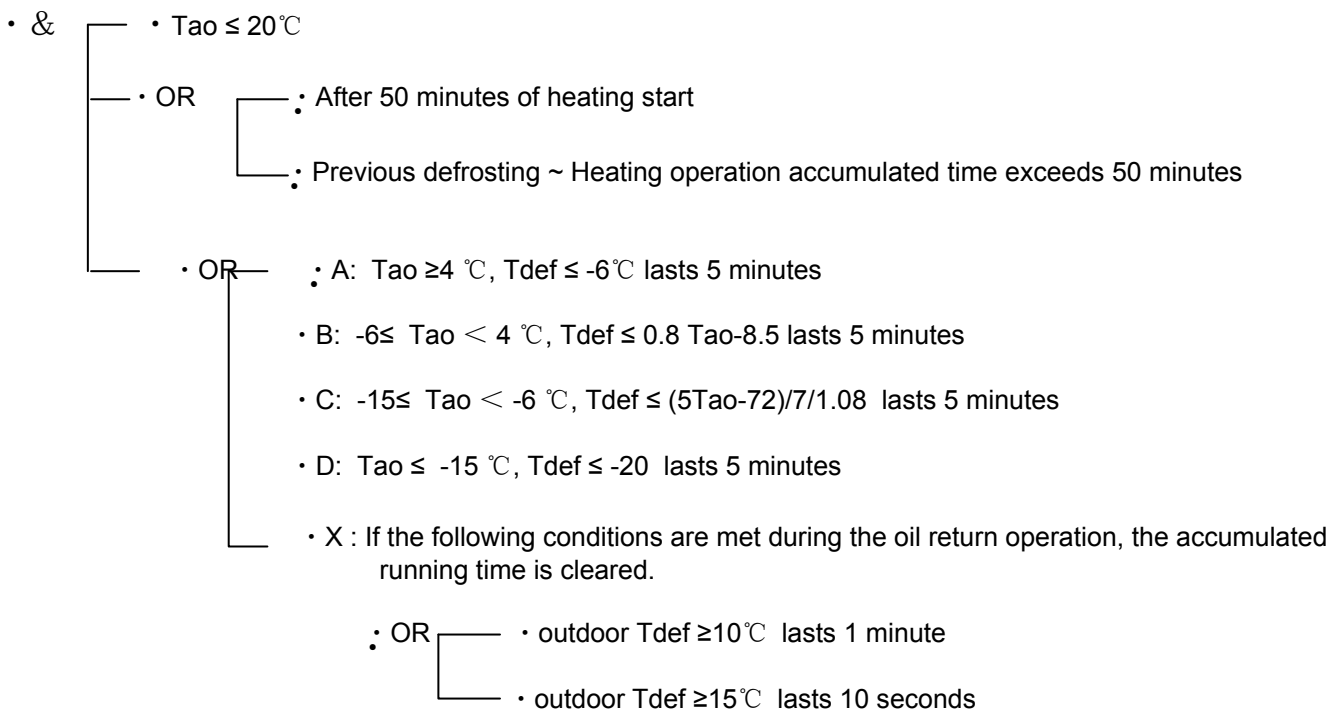 ・& ・Tao ≤ 20℃
・OR : After 50 minutes of heating start
: Previous defrosting ~ Heating operation accumulated time exceeds 50 minutes
・OR : A: Tao ≥4 ℃, Tdef ≤ -6℃ lasts 5 minutes
・B: -6≤ Tao < 4 ℃, Tdef ≤ 0.8 Tao-8.5 lasts 5 minutes
・C: -15≤ Tao < -6 ℃, Tdef ≤ (5Tao-72)/7/1.08 lasts 5 minutes
・D: Tao ≤ -15 ℃, Tdef ≤ -20 lasts 5 minutes
・X : If the following conditions are met during the oil return operation, the accumulated
running time is cleared.
: OR ・outdoor Tdef ≥10℃ lasts 1 minute
・outdoor Tdef ≥15℃ lasts 10 seconds